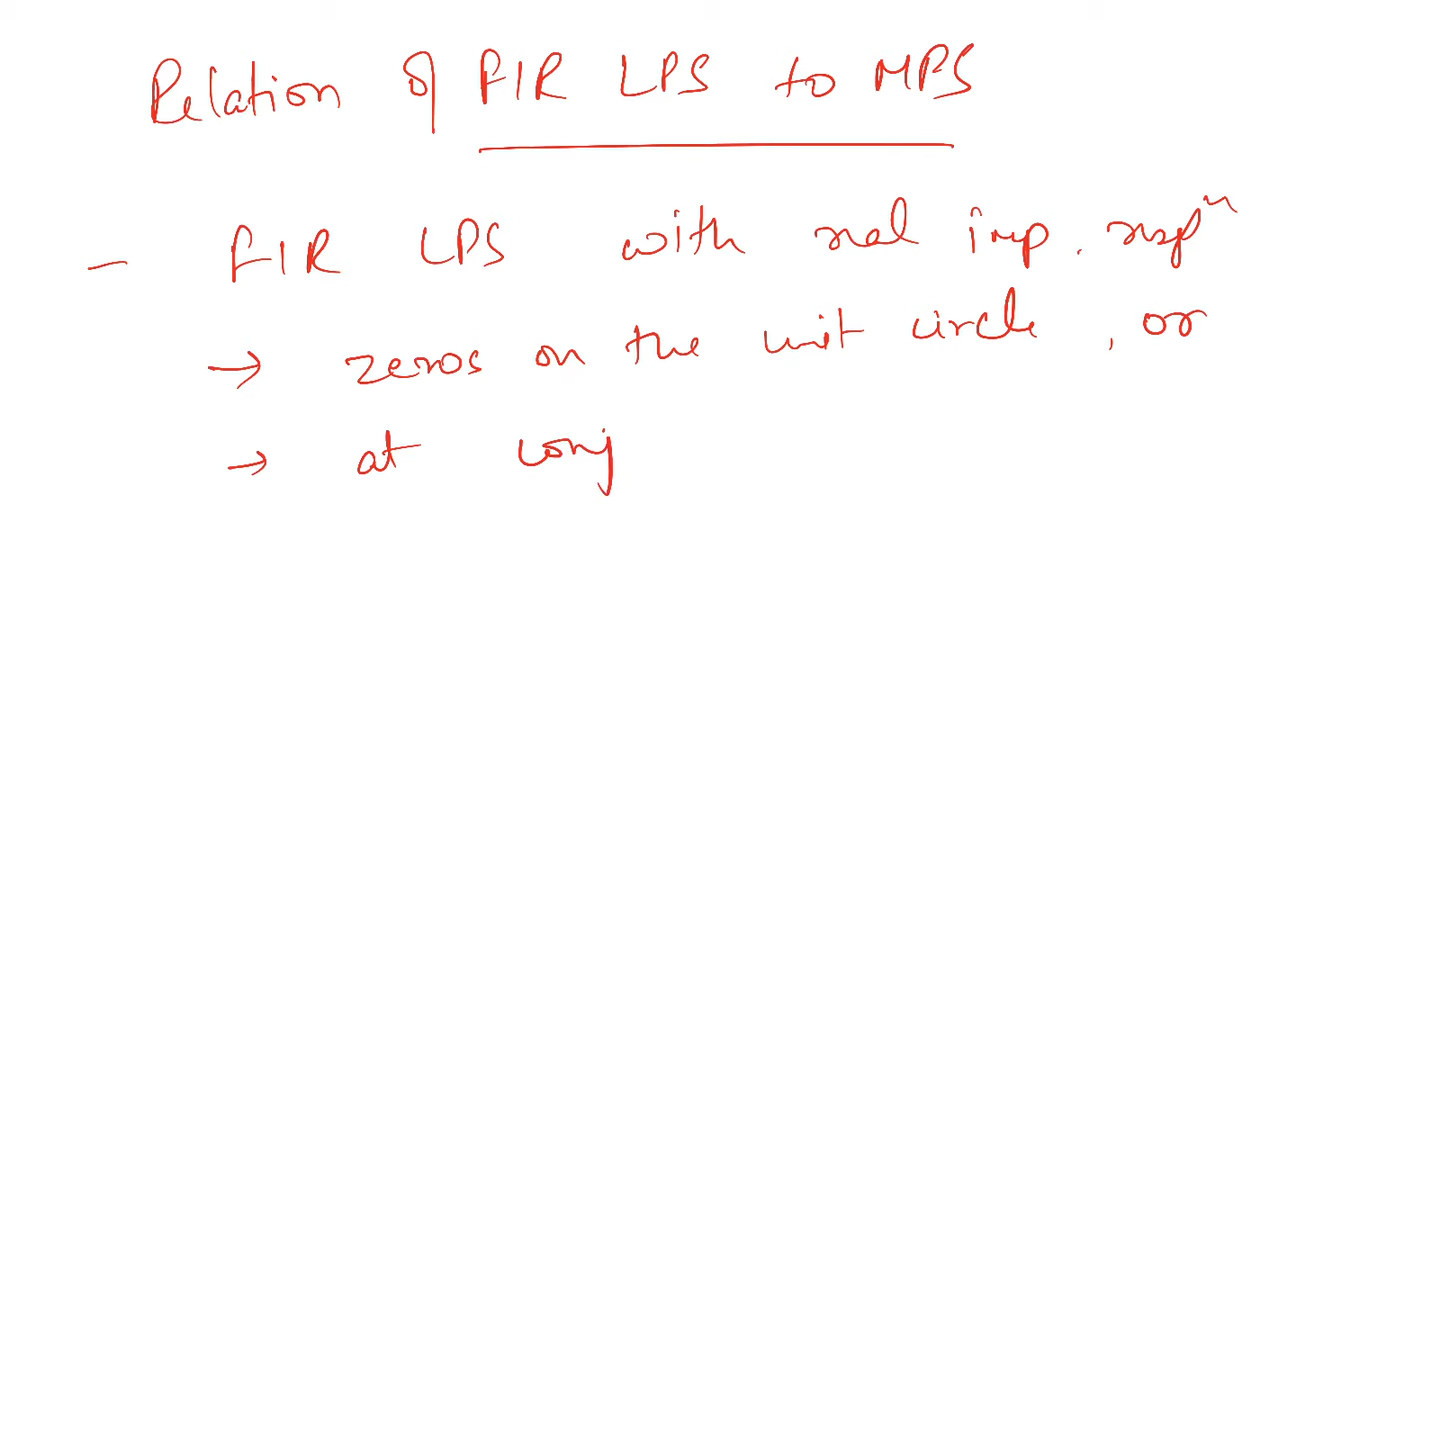 Relation of FIR LPS to MPS
- FIR LPS with real imp. respⁿ
→ zeros on the unit circle, or
→ at conj